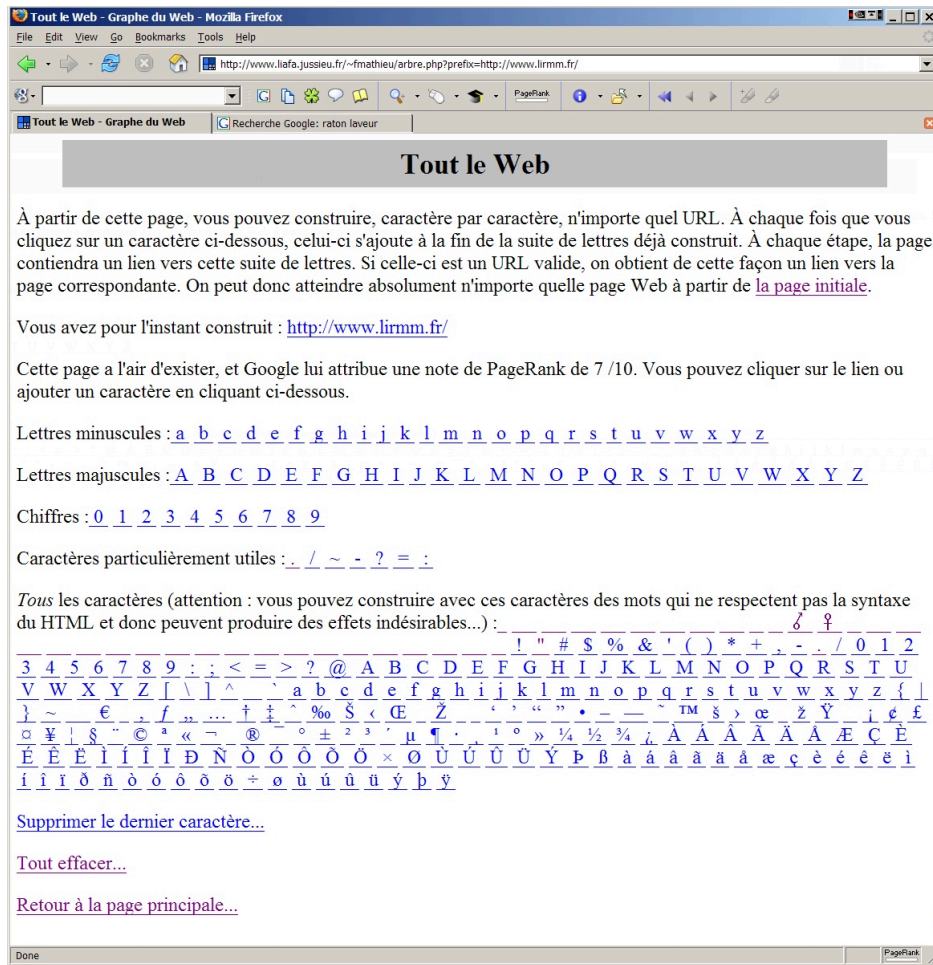 Tout le Web - Graphe du Web - Mozilla Firefox
File Edit View Go Bookmarks Tools Help
http://www.liafa.jussieu.fr/~fmathieu/arbre.php?prefix=http://www.lirmm.fr/
PageRank
Tout le Web - Graphe du Web
Recherche Google: raton laveur
Tout le Web
À partir de cette page, vous pouvez construire, caractère par caractère, n'importe quel URL. À chaque fois que vous
cliquez sur un caractère ci-dessous, celui-ci s'ajoute à la fin de la suite de lettres déjà construit. À chaque étape, la page
contiendra un lien vers cette suite de lettres. Si celle-ci est un URL valide, on obtient de cette façon un lien vers la
page correspondante. On peut donc atteindre absolument n'importe quelle page Web à partir de la page initiale.
Vous avez pour l'instant construit : http://www.lirmm.fr/
Cette page a l'air d'exister, et Google lui attribue une note de PageRank de 7 /10. Vous pouvez cliquer sur le lien ou
ajouter un caractère en cliquant ci-dessous.
Lettres minuscules : a b c d e f g h i j k l m n o p q r s t u v w x y z
Lettres majuscules : A B C D E F G H I J K L M N O P Q R S T U V W X Y Z
Chiffres : 0 1 2 3 4 5 6 7 8 9
Caractères particulièrement utiles : . / ~ - ? = :
Tous les caractères (attention : vous pouvez construire avec ces caractères des mots qui ne respectent pas la syntaxe
du HTML et donc peuvent produire des effets indésirables...) : ♂ ♀
! " # $ % & ' ( ) * + , - . / 0 1 2
3 4 5 6 7 8 9 : ; < = > ? @ A B C D E F G H I J K L M N O P Q R S T U
V W X Y Z [ \ ] ^ _ ` a b c d e f g h i j k l m n o p q r s t u v w x y z { |
} ~ € ‚ ƒ „ … † ‡ ˆ ‰ Š ‹ Œ Ž ‘ ’ “ ” • – — ˜ ™ š › œ ž Ÿ ¡ ¢ £
¤ ¥ ¦ § ¨ © ª « ¬ ® ¯ ° ± ² ³ ´ µ ¶ · ¸ ¹ º » ¼ ½ ¾ ¿ À Á Â Ã Ä Å Æ Ç È
É Ê Ë Ì Í Î Ï Ð Ñ Ò Ó Ô Õ Ö × Ø Ù Ú Û Ü Ý Þ ß à á â ã ä å æ ç è é ê ë ì
í î ï ð ñ ò ó ô õ ö ÷ ø ù ú û ü ý þ ÿ
Supprimer le dernier caractère...
Tout effacer...
Retour à la page principale...
Done
PageRank